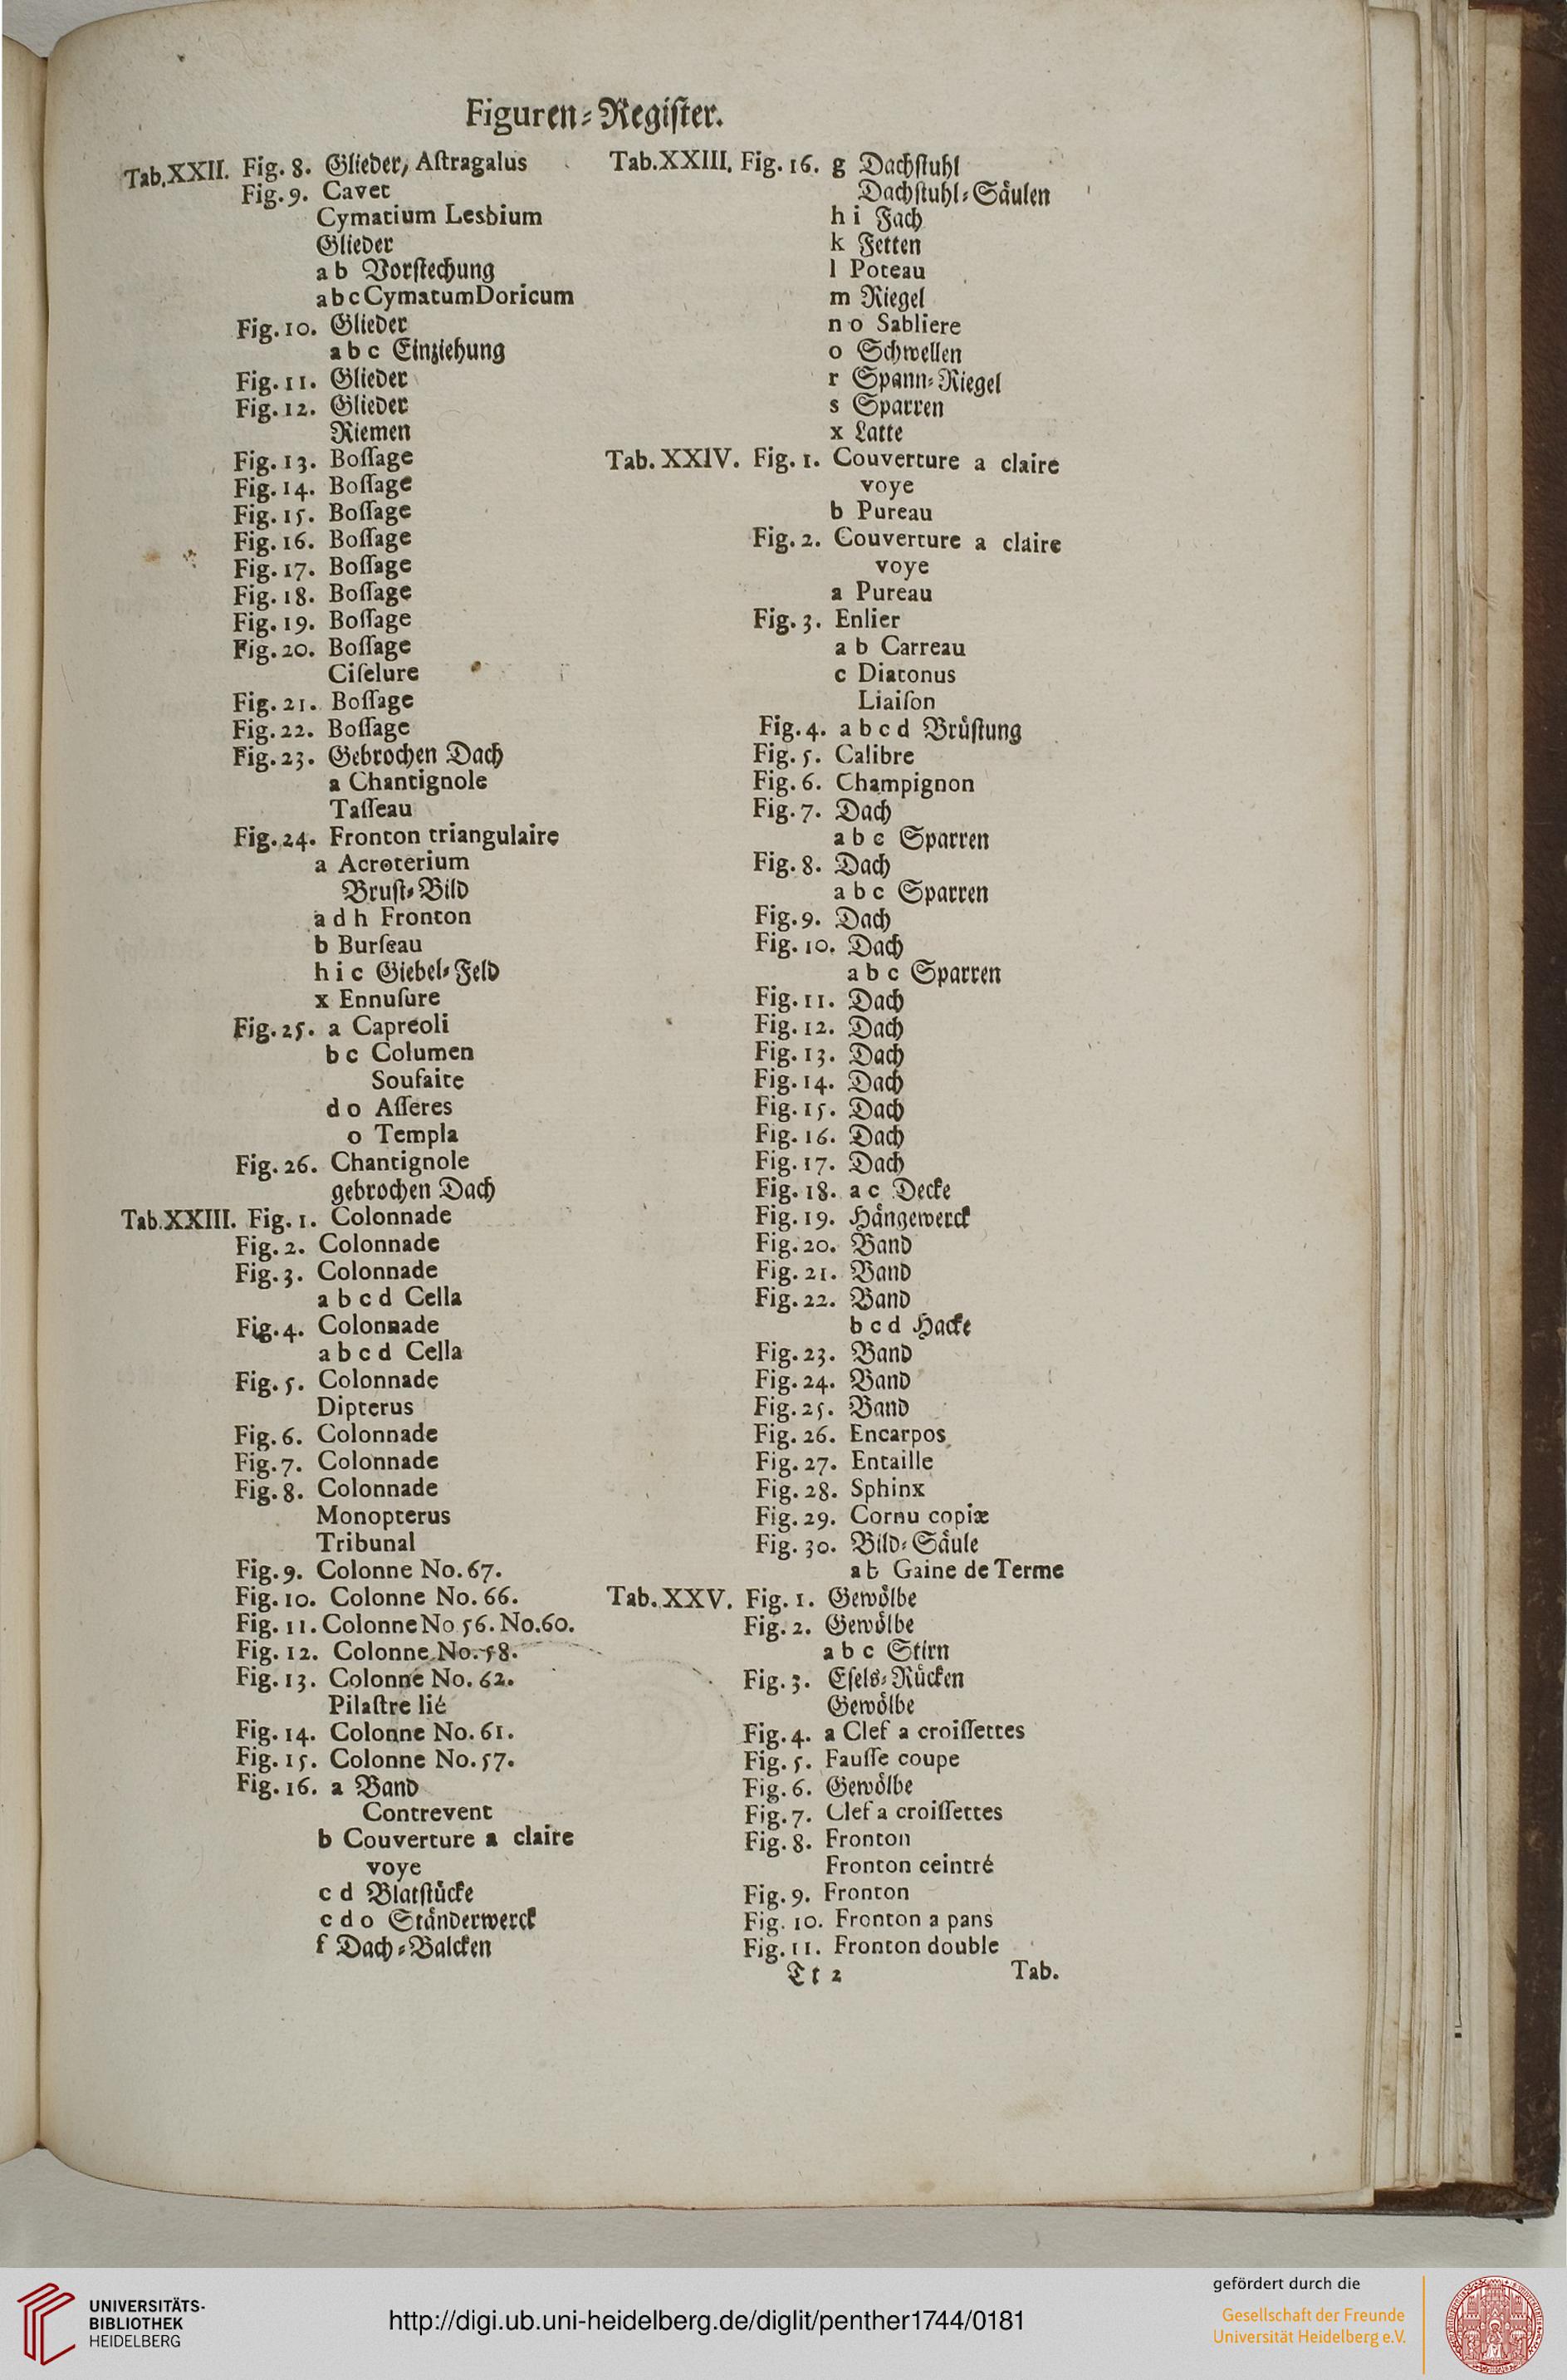 Figuren-Regiſter.
Tab.XXII. Fig. 8. Glieder, Aſtragalus
Fig. 9. Cavet
Cymatium Lesbium
Glieder
a b Vorſtechung
a b c CymatumDoricum
Fig. 10. Glieder
a b c Einziehung
Fig. 11. Glieder
Fig. 12. Glieder
Riemen
Fig. 13. Boſſage
Fig. 14. Boſſage
Fig. 15. Boſſage
Fig. 16. Boſſage
Fig. 17. Boſſage
Fig. 18. Boſſage
Fig. 19. Boſſage
Fig. 20. Boſſage
Ciſelure
Fig. 21. Boſſage
Fig. 22. Boſſage
Fig. 23. Gebrochen Dach
a Chantignole
Taſſeau
Fig. 24. Fronton triangulaire
a Acroterium
Bruſt-Bild
a d h Fronton
b Burſeau
h i c Giebel-Feld
x Ennuſure
Fig. 25. a Capreoli
b c Columen
Soufaite
d o Aſſeres
o Templa
Fig. 26. Chantignole
gebrochen Dach
Tab.XXIII. Fig. 1. Colonnade
Fig. 2. Colonnade
Fig. 3. Colonnade
a b c d Cella
Fig. 4. Colonnade
a b c d Cella
Fig. 5. Colonnade
Dipterus
Fig. 6. Colonnade
Fig. 7. Colonnade
Fig. 8. Colonnade
Monopterus
Tribunal
Fig. 9. Colonne No. 67.
Fig. 10. Colonne No. 66.
Fig. 11. Colonne No 56. No.60.
Fig. 12. Colonne No. 58.
Fig. 13. Colonne No. 62.
Pilaſtre lié
Fig. 14. Colonne No. 61.
Fig. 15. Colonne No. 57.
Fig. 16. a Band
Contrevent
b Couverture a claire
voye
c d Blatſtücke
c d o Ständerwerck
f Dach-Balcken
Tab.XXIII. Fig. 16. g Dachſtuhl
Dachſtuhl-Säulen
h i Fach
k Fetten
l Poteau
m Riegel
n o Sabliere
o Schwellen
r Spann-Riegel
s Sparren
x Latte
Tab. XXIV. Fig. 1. Couverture a claire
voye
b Pureau
Fig. 2. Couverture a claire
voye
a Pureau
Fig. 3. Enlier
a b Carreau
c Diatonus
Liaiſon
Fig. 4. a b c d Brüſtung
Fig. 5. Calibre
Fig. 6. Champignon
Fig. 7. Dach
a b c Sparren
Fig. 8. Dach
a b c Sparren
Fig. 9. Dach
Fig. 10. Dach
a b c Sparren
Fig. 11. Dach
Fig. 12. Dach
Fig. 13. Dach
Fig. 14. Dach
Fig. 15. Dach
Fig. 16. Dach
Fig. 17. Dach
Fig. 18. a c Decke
Fig. 19. Hängewerck
Fig. 20. Band
Fig. 21. Band
Fig. 22. Band
b c d Hacke
Fig. 23. Band
Fig. 24. Band
Fig. 25. Band
Fig. 26. Encarpos
Fig. 27. Entaille
Fig. 28. Sphinx
Fig. 29. Cornu copiæ
Fig. 30. Bild-Säule
a b Gaine de Terme
Tab. XXV. Fig. 1. Gewölbe
Fig. 2. Gewölbe
a b c Stirn
Fig. 3. Eſels-Rücken
Gewölbe
Fig. 4. a Clef a croiſſettes
Fig. 5. Fauſſe coupe
Fig. 6. Gewölbe
Fig. 7. Clef a croiſſettes
Fig. 8. Fronton
Fronton ceintré
Fig. 9. Fronton
Fig. 10. Fronton a pans
Fig. 11. Fronton double
Tt 2 Tab.
UNIVERSITÄTS-
BIBLIOTHEK
HEIDELBERG
http://digi.ub.uni-heidelberg.de/diglit/penther1744/0181
gefördert durch die
Gesellschaft der Freunde
Universität Heidelberg e.V.